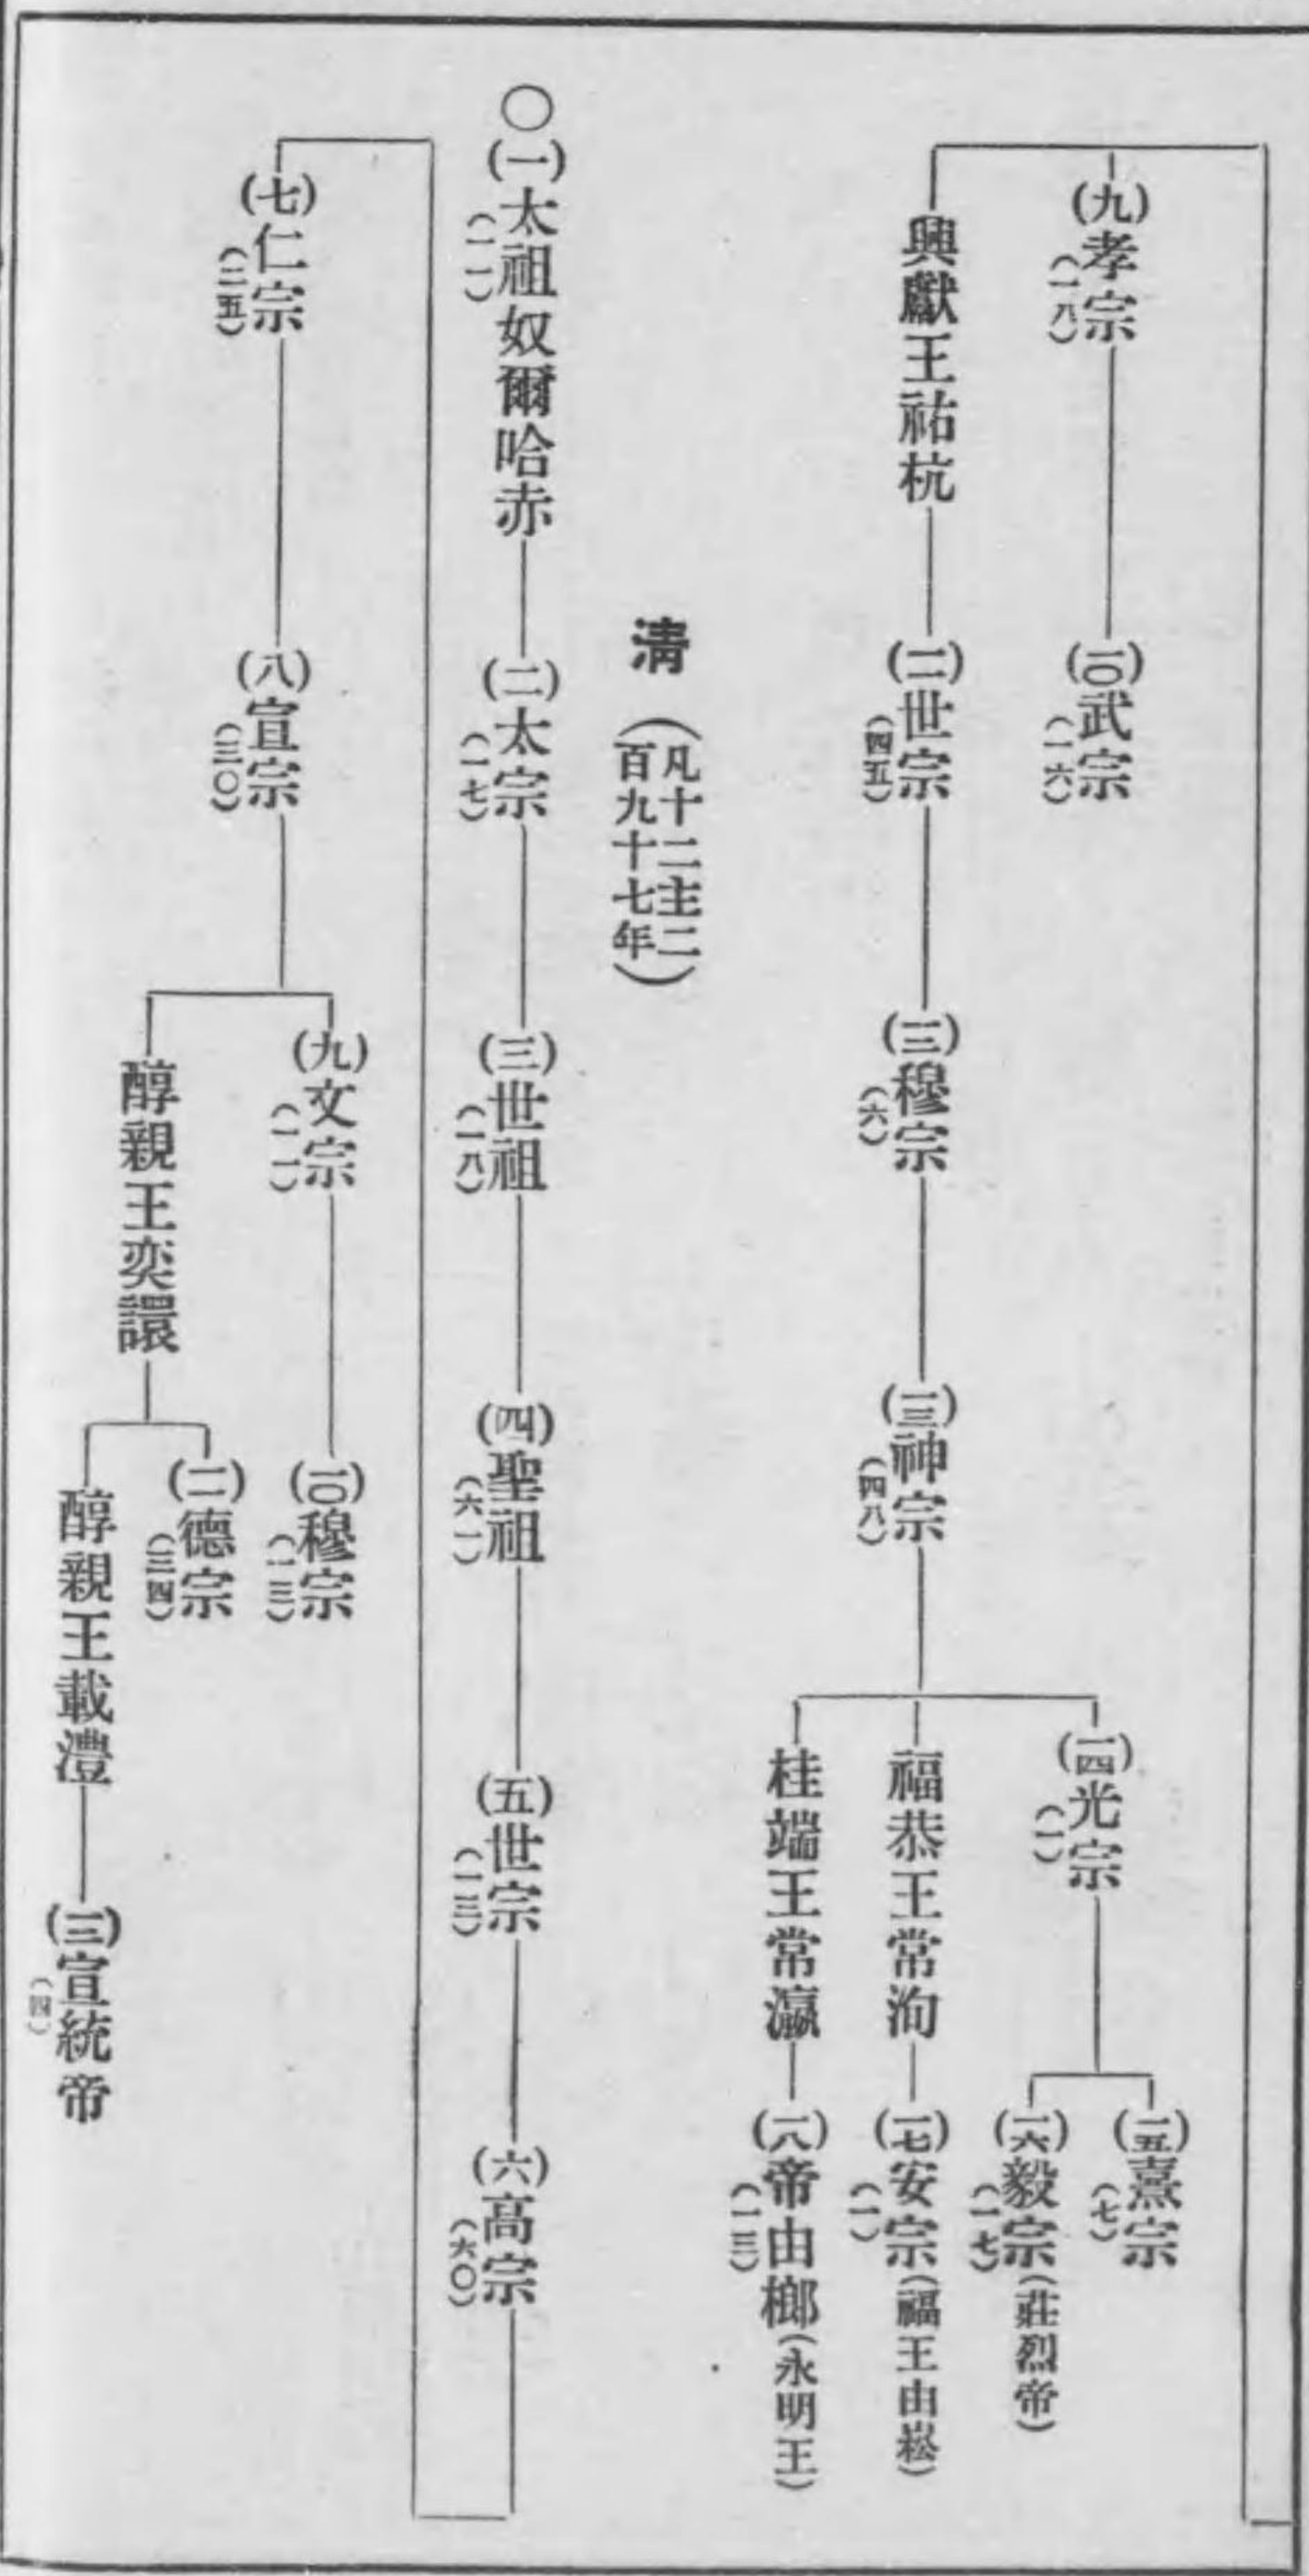 (九)孝宗(一八)
(一〇)武宗(一六)
興獻王祐杭
(一一)世宗(四五)
(一二)穆宗(六)
(一三)神宗(四八)
(一四)光宗(一)
(一五)熹宗(七)
(一六)毅宗(一七)(莊烈帝)
福恭王常洵
(一七)安宗(一)(福王由崧)
桂端王常瀛
(一八)帝由榔(一三)(永明王)
清(凡十二主二百九十七年)
〇(一)太祖奴爾哈赤(一一)
(二)太宗(一七)
(三)世祖(一八)
(四)聖祖(六一)
(五)世宗(一三)
(六)高宗(六〇)
(七)仁宗(二五)
(八)宣宗(三〇)
(九)文宗(一一)
(一〇)穆宗(一三)
醇親王奕譞
(一一)德宗(三四)
醇親王載灃
(一二)宣統帝(四)